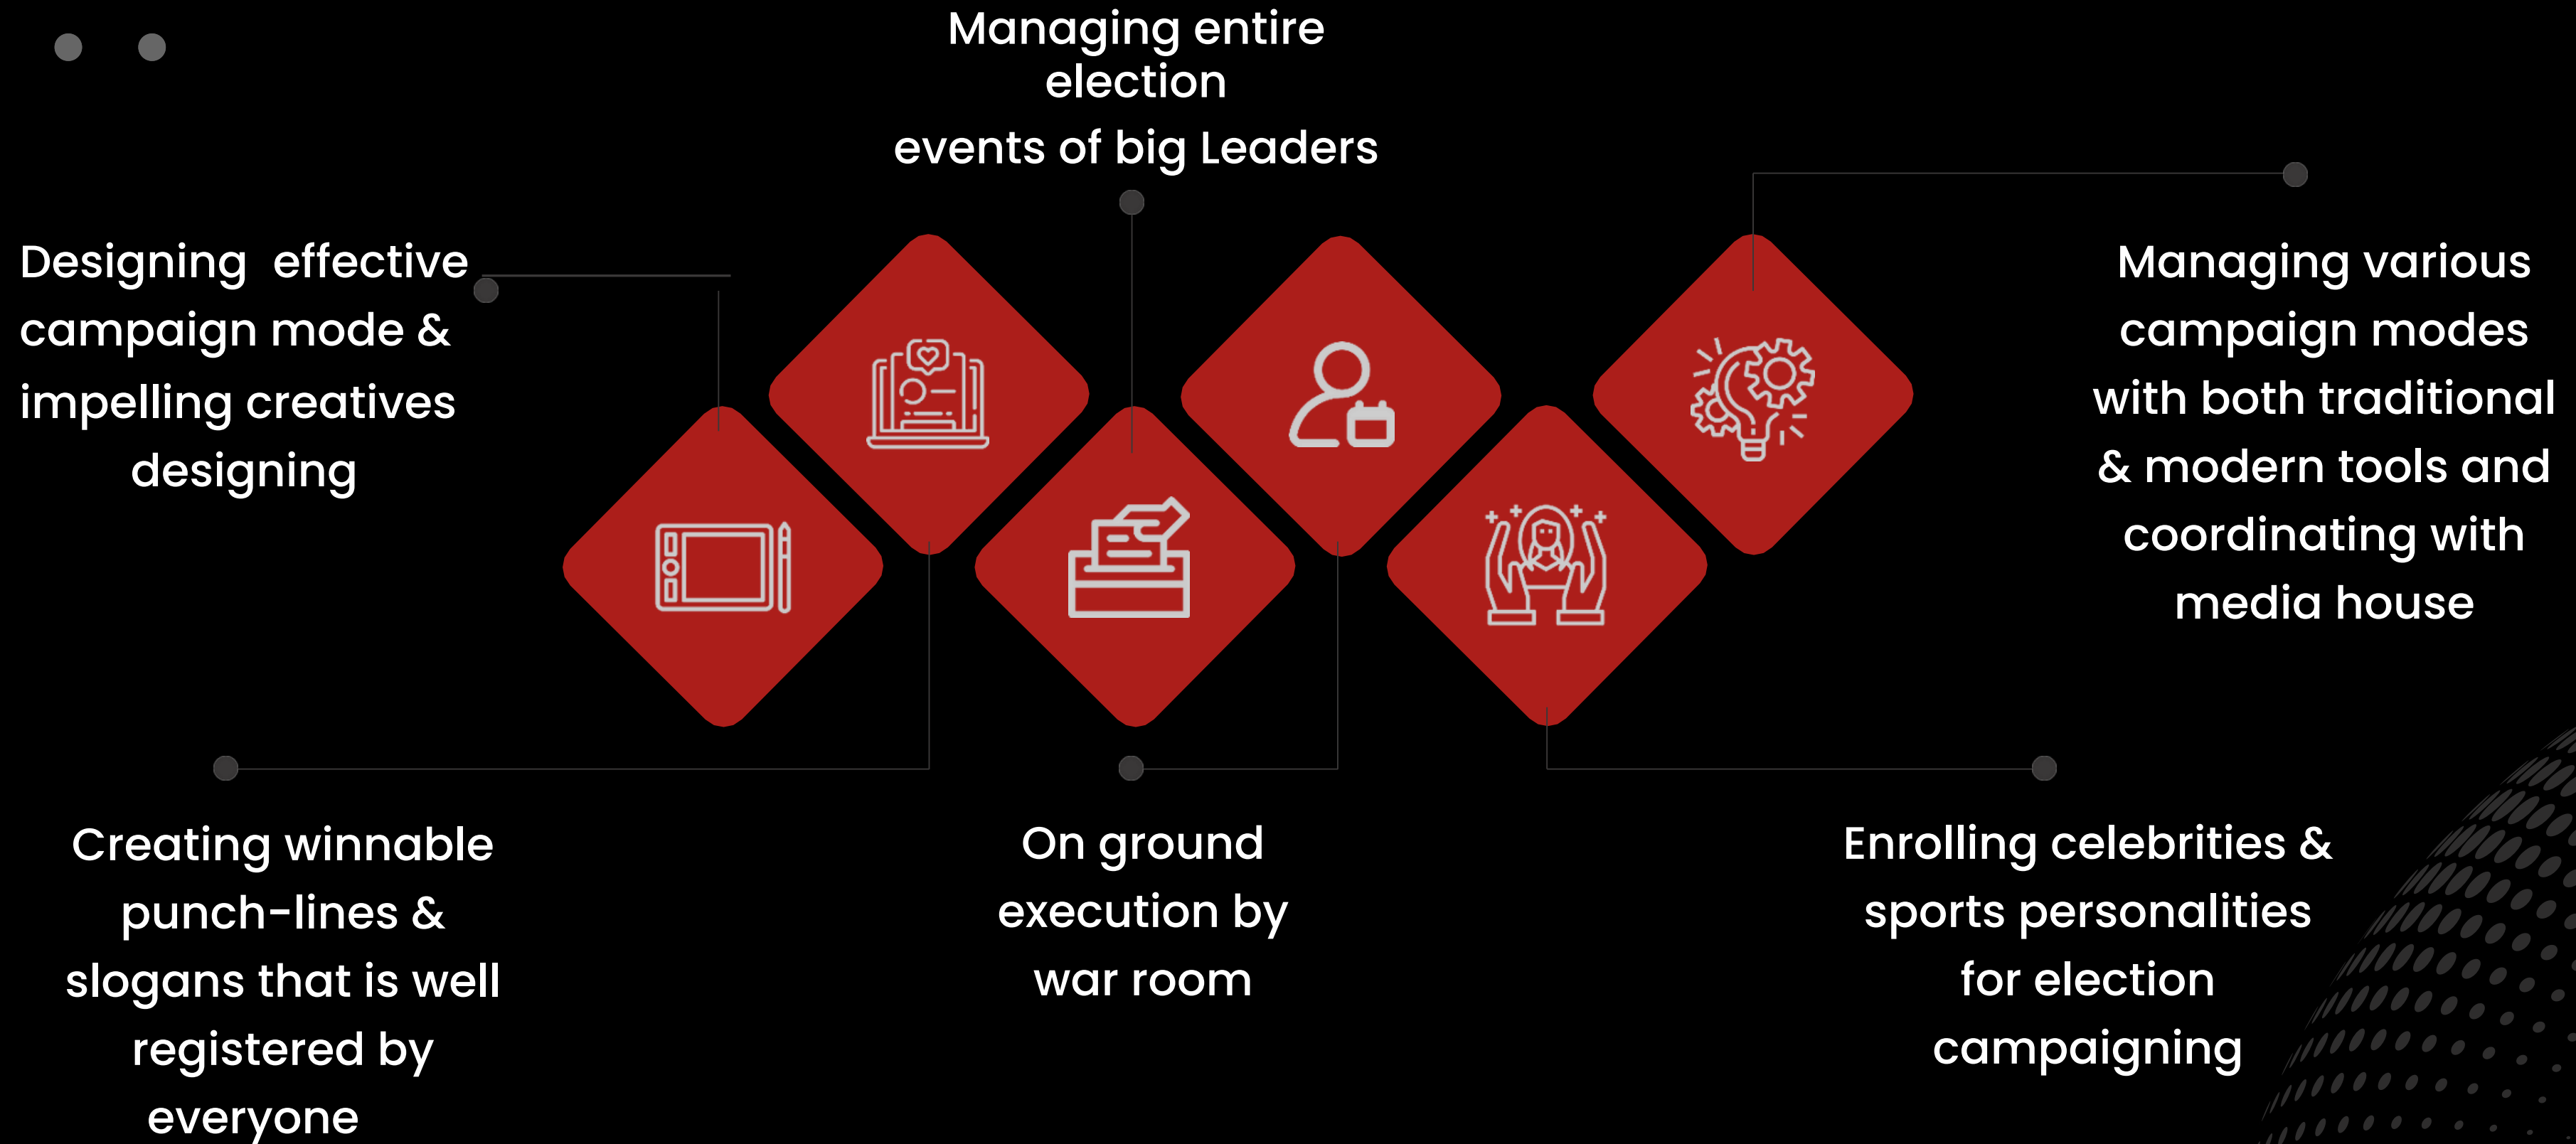 Managing entire
election
events of big Leaders
Designing  effective
campaign mode &
impelling creatives
designing
Managing various
campaign modes
with both traditional
& modern tools and
coordinating with
media house
Creating winnable
punch-lines &
slogans that is well
registered by
everyone
On ground
execution by
war room
Enrolling celebrities &
sports personalities
for election
campaigning